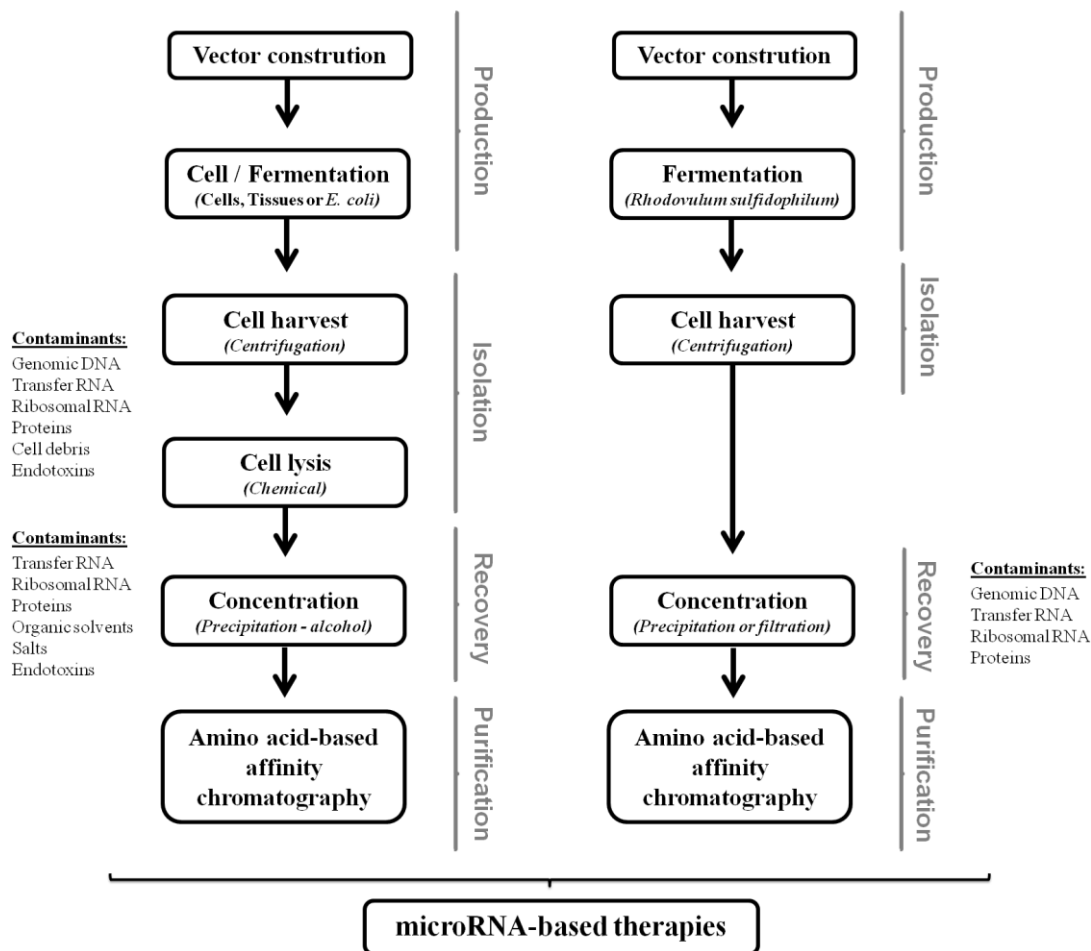 Vector constrution
Cell / Fermentation
(Cells, Tissues or E. coli)
Production
Cell harvest
(Centrifugation)
Cell lysis
(Chemical)
Isolation
Contaminants:
Genomic DNA
Transfer RNA
Ribosomal RNA
Proteins
Cell debris
Endotoxins
Concentration
(Precipitation - alcohol)
Recovery
Contaminants:
Transfer RNA
Ribosomal RNA
Proteins
Organic solvents
Salts
Endotoxins
Amino acid-based
affinity
chromatography
Purification
Vector constrution
Fermentation
(Rhodovulum sulfidophilum)
Production
Cell harvest
(Centrifugation)
Isolation
Concentration
(Precipitation or filtration)
Recovery
Contaminants:
Genomic DNA
Transfer RNA
Ribosomal RNA
Proteins
Amino acid-based
affinity
chromatography
Purification
microRNA-based therapies